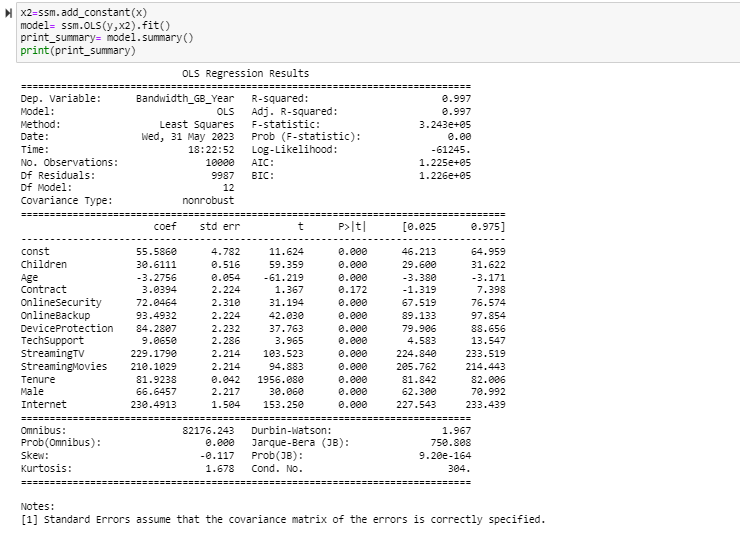 x2=ssm.add_constant(x)
model= ssm.OLS(y,x2).fit()
print_summary= model.summary()
print(print_summary)
OLS Regression Results
==============================================================================
Dep. Variable: Bandwidth_GB_Year R-squared: 0.997
Model: OLS Adj. R-squared: 0.997
Method: Least Squares F-statistic: 3.243e+05
Date: Wed, 31 May 2023 Prob (F-statistic): 0.00
Time: 18:22:52 Log-Likelihood: -61245.
No. Observations: 10000 AIC: 1.225e+05
Df Residuals: 9987 BIC: 1.226e+05
Df Model: 12
Covariance Type: nonrobust
====================================================================================
coef std err t P>|t| [0.025 0.975]
------------------------------------------------------------------------------------
const 55.5860 4.782 11.624 0.000 46.213 64.959
Children 30.6111 0.516 59.359 0.000 29.600 31.622
Age -3.2756 0.054 -61.219 0.000 -3.380 -3.171
Contract 3.0394 2.224 1.367 0.172 -1.319 7.398
OnlineSecurity 72.0464 2.310 31.194 0.000 67.519 76.574
OnlineBackup 93.4932 2.224 42.030 0.000 89.133 97.854
DeviceProtection 84.2807 2.232 37.763 0.000 79.906 88.656
TechSupport 9.0650 2.286 3.965 0.000 4.583 13.547
StreamingTV 229.1790 2.214 103.523 0.000 224.840 233.519
StreamingMovies 210.1029 2.214 94.883 0.000 205.762 214.443
Tenure 81.9238 0.042 1956.080 0.000 81.842 82.006
Male 66.6457 2.217 30.060 0.000 62.300 70.992
Internet 230.4913 1.504 153.250 0.000 227.543 233.439
==============================================================================
Omnibus: 82176.243 Durbin-Watson: 1.967
Prob(Omnibus): 0.000 Jarque-Bera (JB): 750.808
Skew: -0.117 Prob(JB): 9.20e-164
Kurtosis: 1.678 Cond. No. 304.
==============================================================================
Notes:
[1] Standard Errors assume that the covariance matrix of the errors is correctly specified.